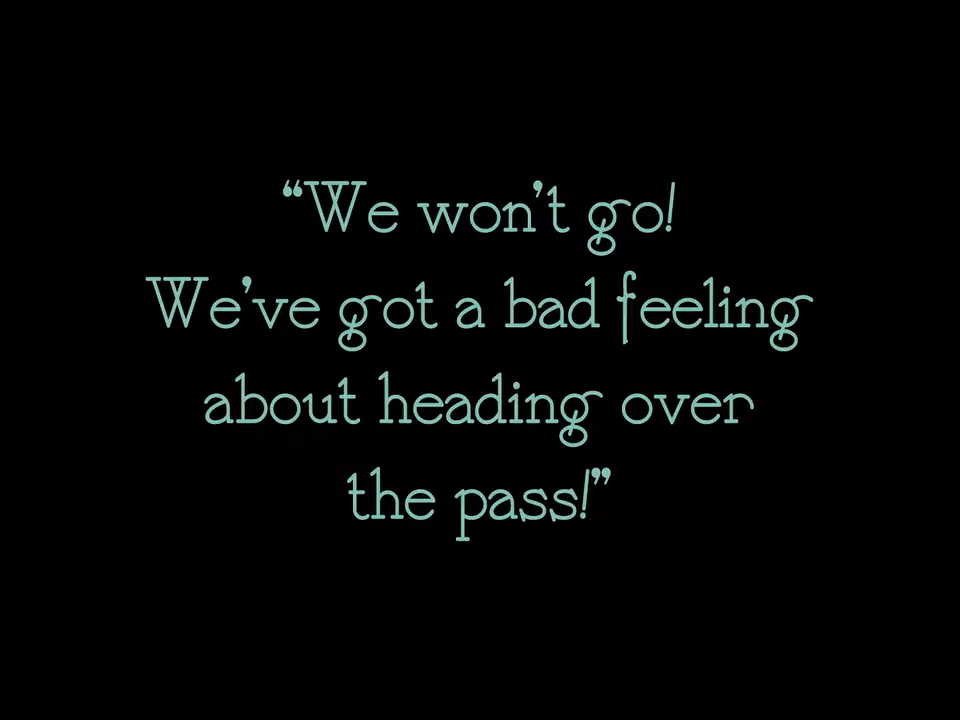 “We won’t go!
We’ve got a bad feeling
about heading over
the pass!”